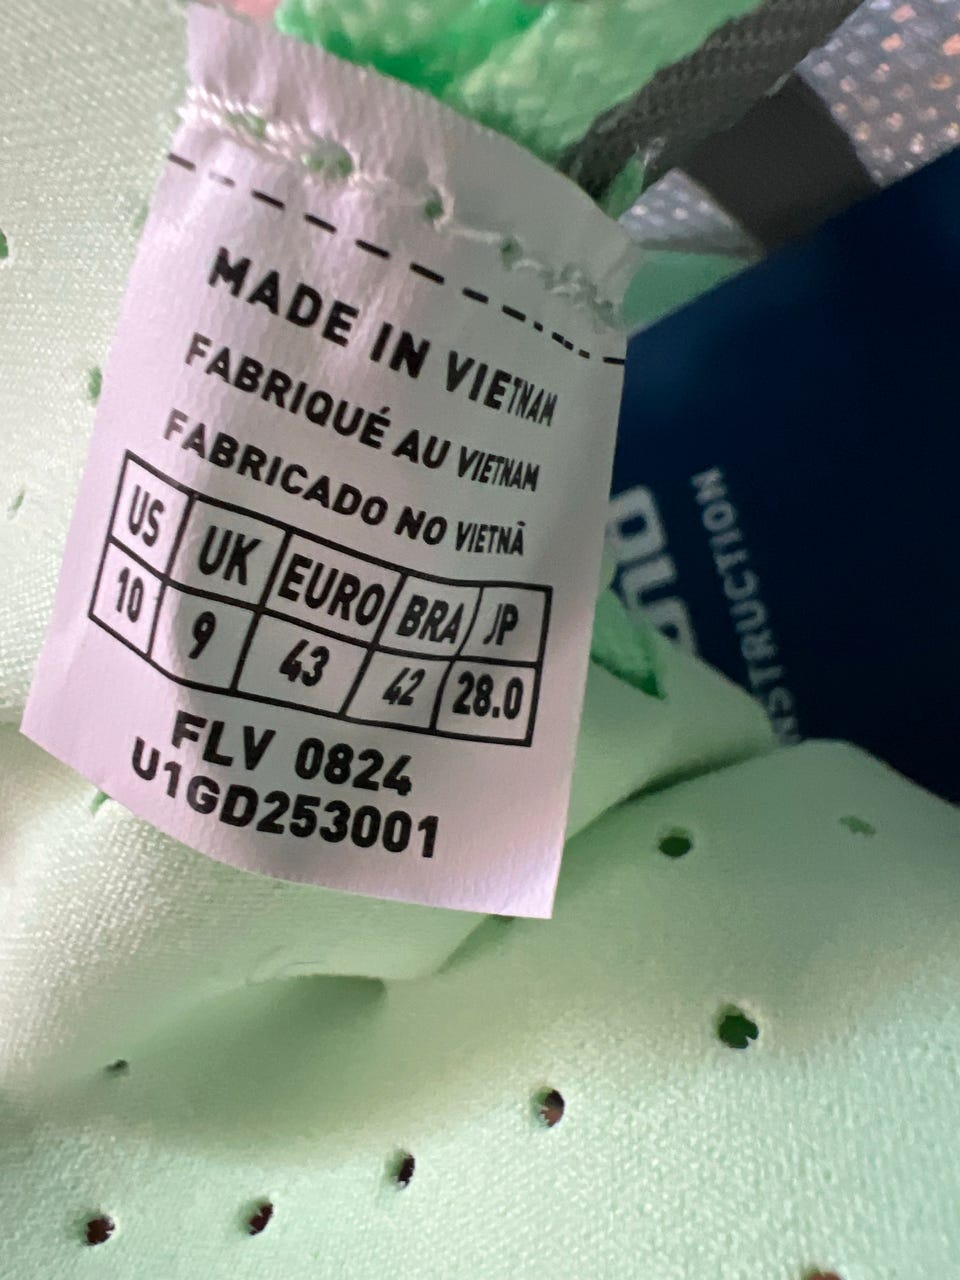 MADE IN VIETNAM
FABRIQUÉ AU VIETNAM
FABRICADO NO VIETNÃ
US UK EURO BRA JP
10 9 43 42 28.0
FLV 0824
U1GD253001